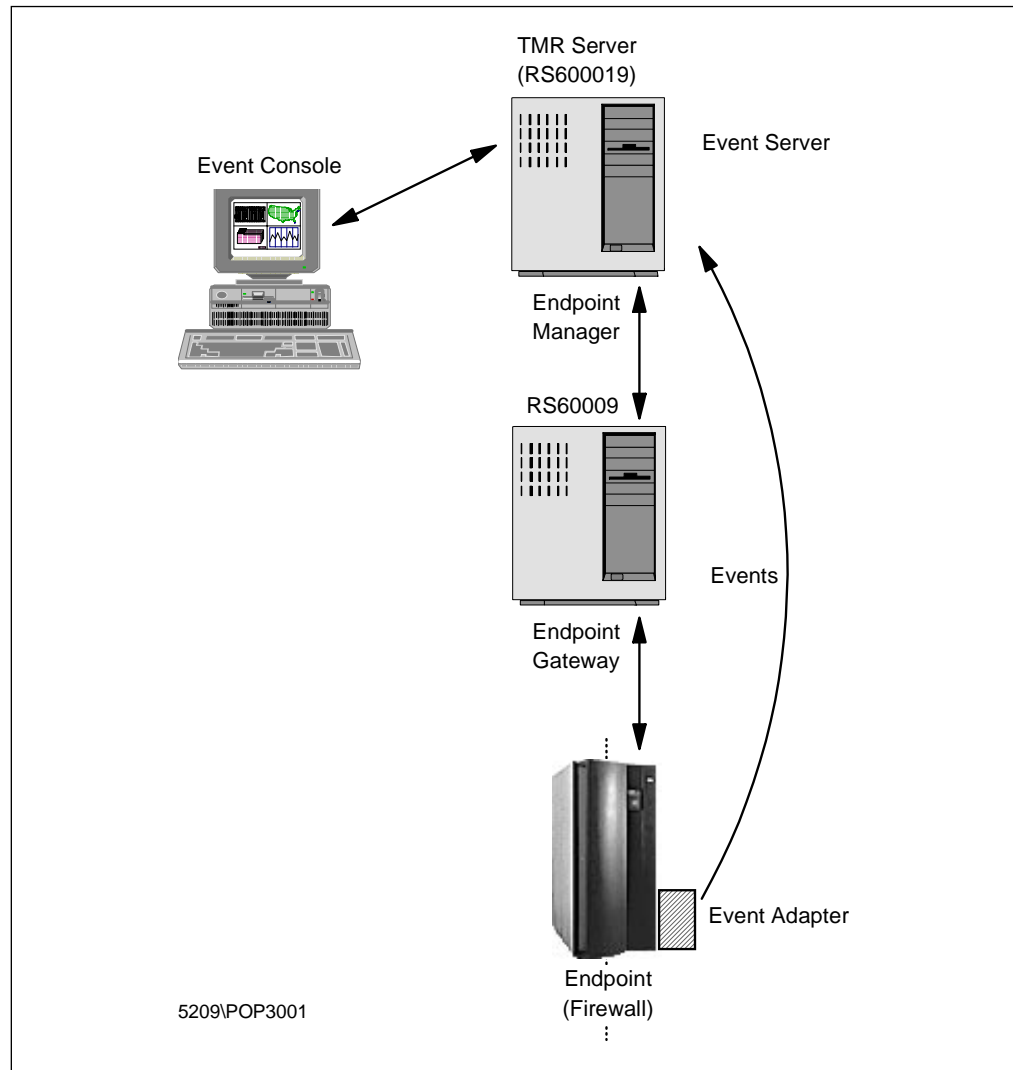 TMR Server
(RS600019)
Event Server
Event Console
Endpoint
Manager
RS60009
Events
Endpoint
Gateway
Event Adapter
Endpoint
(Firewall)
5209\POP3001